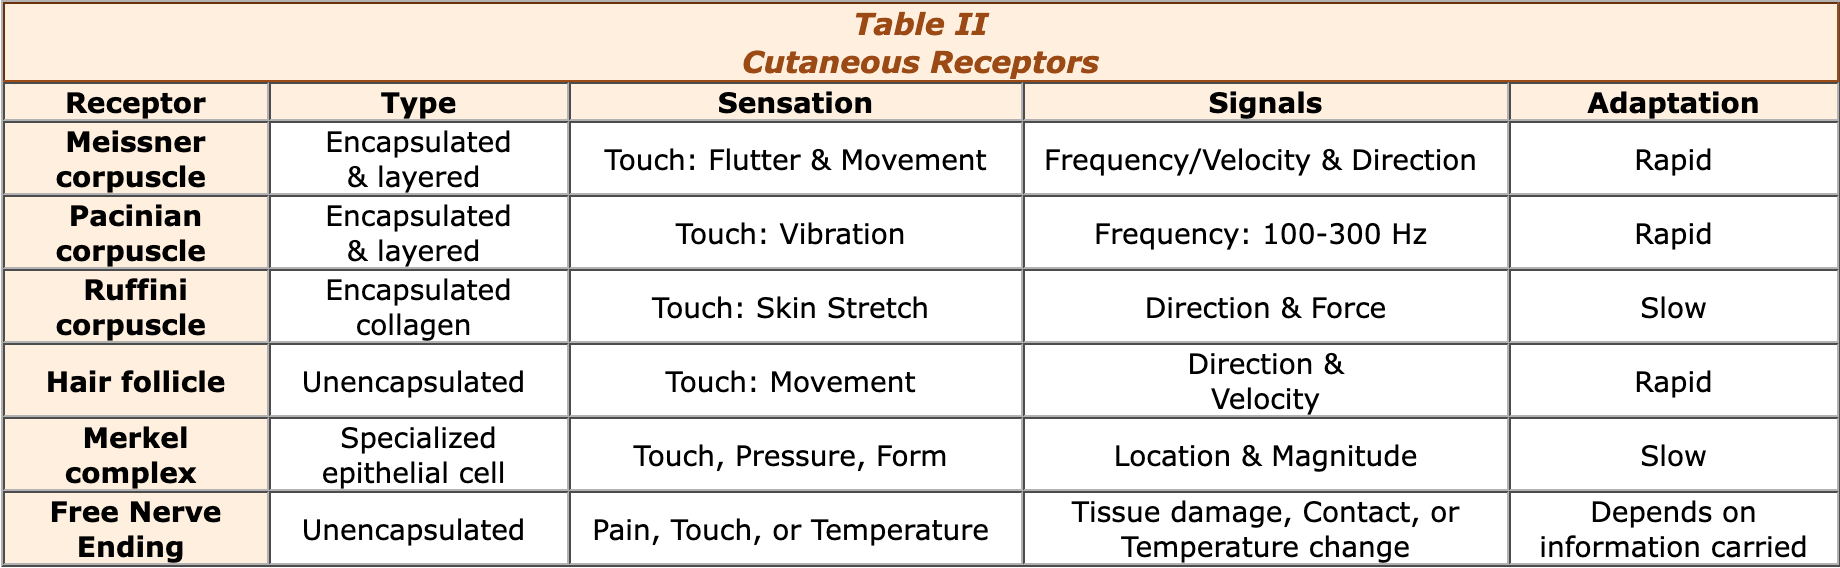 Table II
Cutaneous Receptors
Receptor Type Sensation Signals Adaptation
Meissner corpuscle Encapsulated & layered Touch: Flutter & Movement Frequency/Velocity & Direction Rapid
Pacinian corpuscle Encapsulated & layered Touch: Vibration Frequency: 100-300 Hz Rapid
Ruffini corpuscle Encapsulated collagen Touch: Skin Stretch Direction & Force Slow
Hair follicle Unencapsulated Touch: Movement Direction & Velocity Rapid
Merkel complex Specialized epithelial cell Touch, Pressure, Form Location & Magnitude Slow
Free Nerve Ending Unencapsulated Pain, Touch, or Temperature Tissue damage, Contact, or Temperature change Depends on information carried